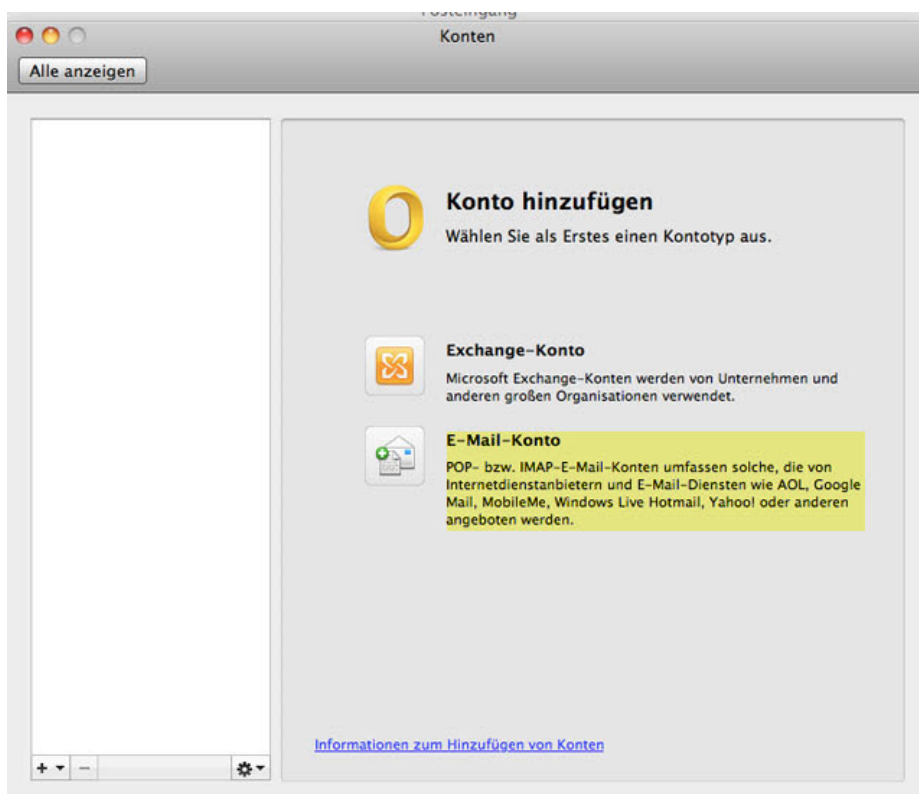 Posteingang
Konten
Alle anzeigen
Konto hinzufügen
Wählen Sie als Erstes einen Kontotyp aus.
Exchange-Konto
Microsoft Exchange-Konten werden von Unternehmen und
anderen großen Organisationen verwendet.
E-Mail-Konto
POP- bzw. IMAP-E-Mail-Konten umfassen solche, die von
Internetdienstanbietern und E-Mail-Diensten wie AOL, Google
Mail, MobileMe, Windows Live Hotmail, Yahoo! oder anderen
angeboten werden.
Informationen zum Hinzufügen von Konten